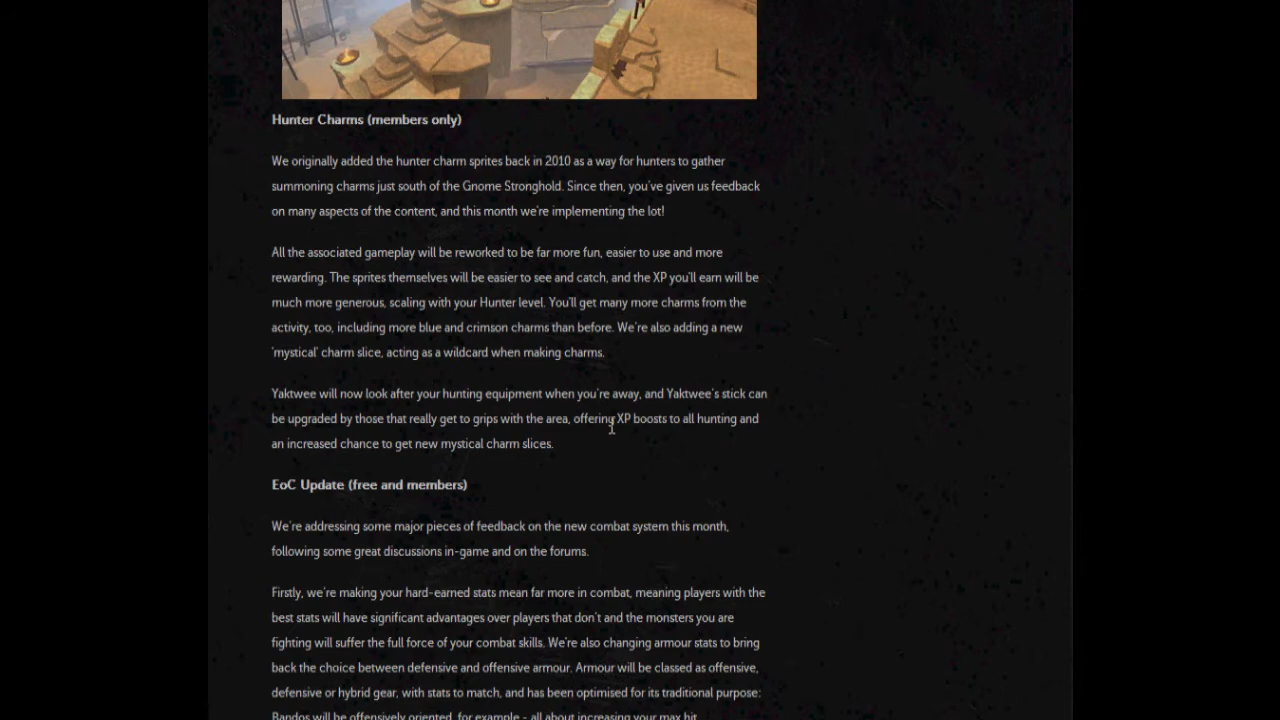 Hunter Charms (members only)
We originally added the hunter charm sprites back in 2010 as a way for hunters to gather
summoning charms just south of the Gnome Stronghold. Since then, you've given us feedback
on many aspects of the content, and this month we're implementing the lot!
All the associated gameplay will be reworked to be far more fun, easier to use and more
rewarding. The sprites themselves will be easier to see and catch, and the XP you'll earn will be
much more generous, scaling with your Hunter level. You'll get many more charms from the
activity, too, including more blue and crimson charms than before. We're also adding a new
'mystical' charm slice, acting as a wildcard when making charms.
Yaktwee will now look after your hunting equipment when you're away, and Yaktwee's stick can
be upgraded by those that really get to grips with the area, offering XP boosts to all hunting and
an increased chance to get new mystical charm slices.
EoC Update (free and members)
We're addressing some major pieces of feedback on the new combat system this month,
following some great discussions in-game and on the forums.
Firstly, we're making your hard-earned stats mean far more in combat, meaning players with the
best stats will have significant advantages over players that don't and the monsters you are
fighting will suffer the full force of your combat skills. We're also changing armour stats to bring
back the choice between defensive and offensive armour. Armour will be classed as offensive,
defensive or hybrid gear, with stats to match, and has been optimised for its traditional purpose:
Bandos will be offensively oriented, for example - all about increasing your max hit.